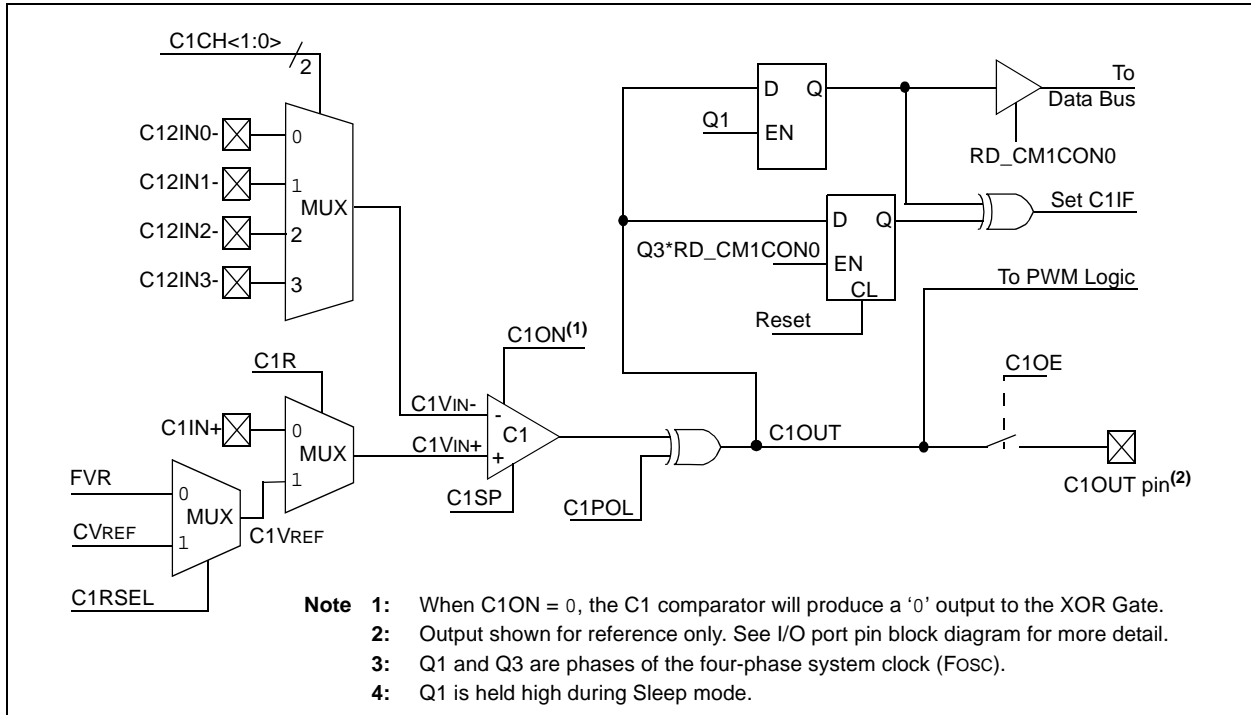 C1CH<1:0>
2
C12IN0-
0
C12IN1-
1
MUX
C12IN2-
2
C12IN3-
3
D Q
Q1
EN
To
Data Bus
RD_CM1CON0
D Q
Q3*RD_CM1CON0
EN
CL
Reset
Set C1IF
To PWM Logic
C1ON(1)
C1R
C1IN+
0
MUX
1
FVR
0
MUX
CVREF
1
C1VREF
C1RSEL
C1VIN-
-
C1
C1VIN+
+
C1SP
C1POL
C1OUT
C1OE
C1OUT pin(2)
Note 1: When C1ON = 0, the C1 comparator will produce a ‘0’ output to the XOR Gate.
2: Output shown for reference only. See I/O port pin block diagram for more detail.
3: Q1 and Q3 are phases of the four-phase system clock (FOSC).
4: Q1 is held high during Sleep mode.